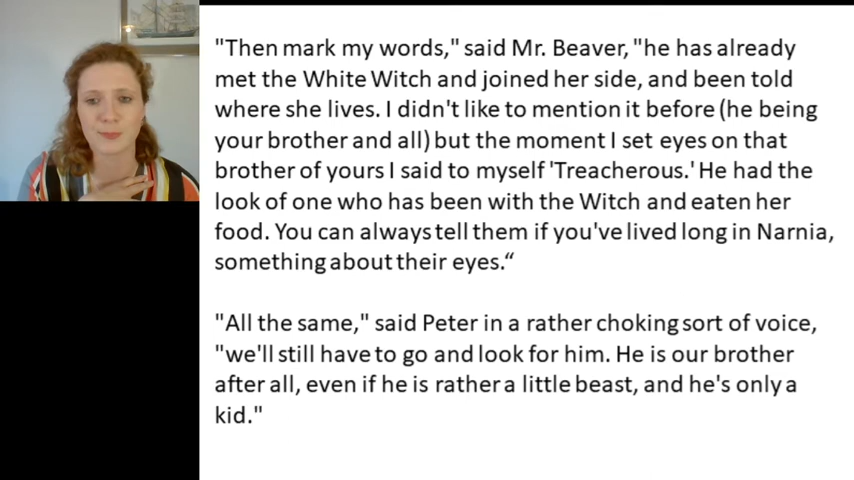 "Then mark my words," said Mr. Beaver, "he has already
met the White Witch and joined her side, and been told
where she lives. I didn't like to mention it before (he being
your brother and all) but the moment I set eyes on that
brother of yours I said to myself 'Treacherous.' He had the
look of one who has been with the Witch and eaten her
food. You can always tell them if you've lived long in Narnia,
something about their eyes.“
"All the same," said Peter in a rather choking sort of voice,
"we'll still have to go and look for him. He is our brother
after all, even if he is rather a little beast, and he's only a
kid."